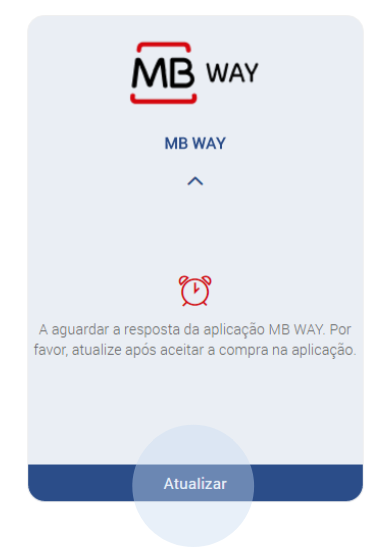 MB WAY
MB WAY
A aguardar a resposta da aplicação MB WAY. Por
favor, atualize após aceitar a compra na aplicação.
Atualizar